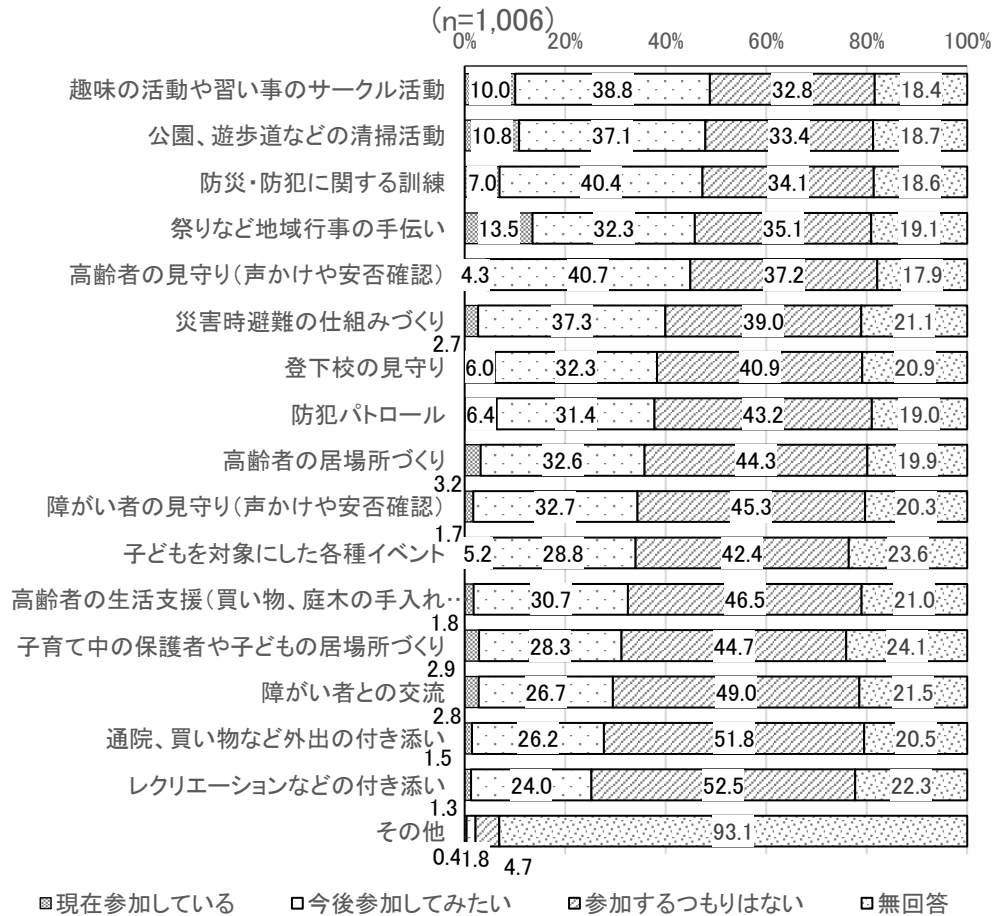 (n=1,006)
0% 20% 40% 60% 80% 100%
趣味の活動や習い事のサークル活動 10.0 38.8 32.8 18.4
公園、遊歩道などの清掃活動 10.8 37.1 33.4 18.7
防災・防犯に関する訓練 7.0 40.4 34.1 18.6
祭りなど地域行事の手伝い 13.5 32.3 35.1 19.1
高齢者の見守り(声かけや安否確認) 4.3 40.7 37.2 17.9
災害時避難の仕組みづくり 2.7 37.3 39.0 21.1
登下校の見守り 6.0 32.3 40.9 20.9
防犯パトロール 6.4 31.4 43.2 19.0
高齢者の居場所づくり 3.2 32.6 44.3 19.9
障がい者の見守り(声かけや安否確認) 1.7 32.7 45.3 20.3
子どもを対象にした各種イベント 5.2 28.8 42.4 23.6
高齢者の生活支援(買い物、庭木の手入れ… 1.8 30.7 46.5 21.0
子育て中の保護者や子どもの居場所づくり 2.9 28.3 44.7 24.1
障がい者との交流 2.8 26.7 49.0 21.5
通院、買い物など外出の付き添い 1.5 26.2 51.8 20.5
レクリエーションなどの付き添い 1.3 24.0 52.5 22.3
その他 0.4 1.8 4.7 93.1
現在参加している 今後参加してみたい 参加するつもりはない 無回答